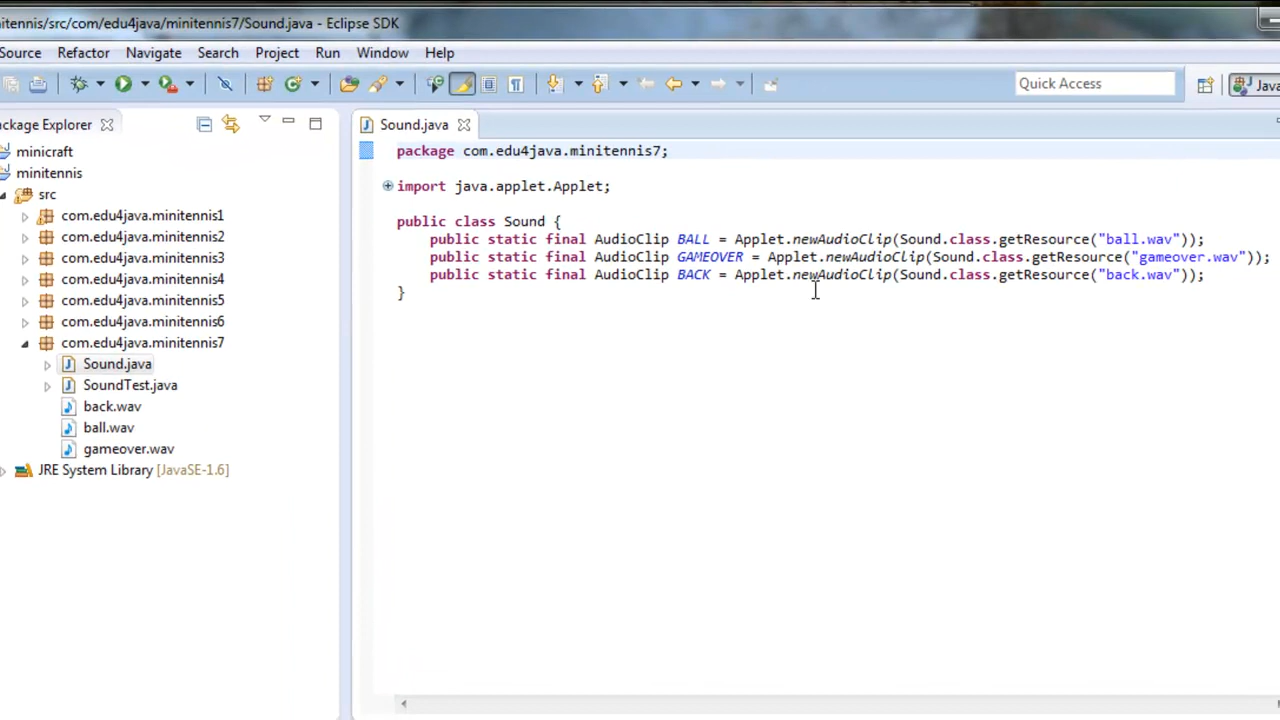 nitennis/src/com/edu4java/minitennis7/Sound.java - Eclipse SDK
Source Refactor Navigate Search Project Run Window Help
Quick Access
Java
ackage Explorer
Sound.java
minicraft
minitennis
src
com.edu4java.minitennis1
com.edu4java.minitennis2
com.edu4java.minitennis3
com.edu4java.minitennis4
com.edu4java.minitennis5
com.edu4java.minitennis6
com.edu4java.minitennis7
Sound.java
SoundTest.java
back.wav
ball.wav
gameover.wav
JRE System Library [JavaSE-1.6]
package com.edu4java.minitennis7;
import java.applet.Applet;
public class Sound {
public static final AudioClip BALL = Applet.newAudioClip(Sound.class.getResource("ball.wav"));
public static final AudioClip GAMEOVER = Applet.newAudioClip(Sound.class.getResource("gameover.wav"));
public static final AudioClip BACK = Applet.newAudioClip(Sound.class.getResource("back.wav"));
}